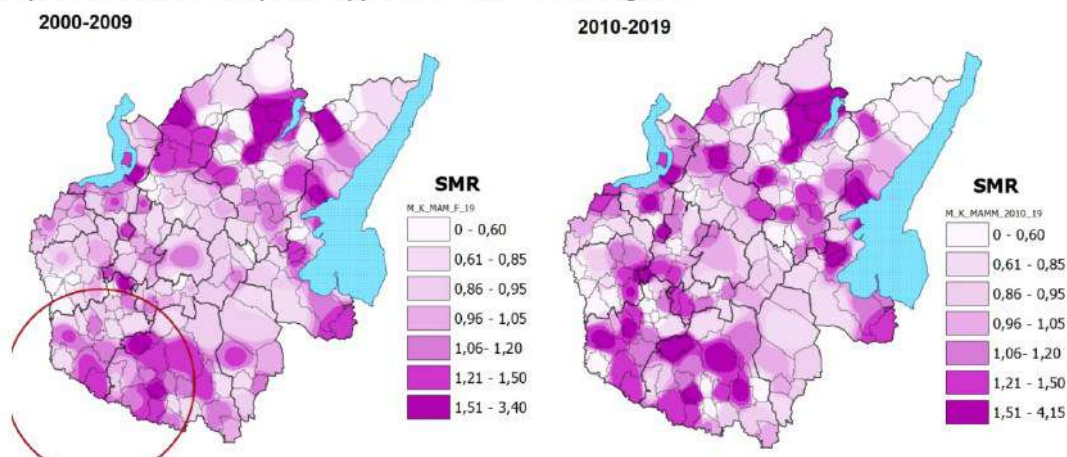 2000-2009
2010-2019
SMR
M_K_MAM_F_19
0 - 0,60
0,61 - 0,85
0,86 - 0,95
0,96 - 1,05
1,06- 1,20
1,21 - 1,50
1,51 - 3,40
SMR
M_K_MAMM_2010_19
0 - 0,60
0,61 - 0,85
0,86 - 0,95
0,96 - 1,05
1,06- 1,20
1,21 - 1,50
1,51 - 4,15